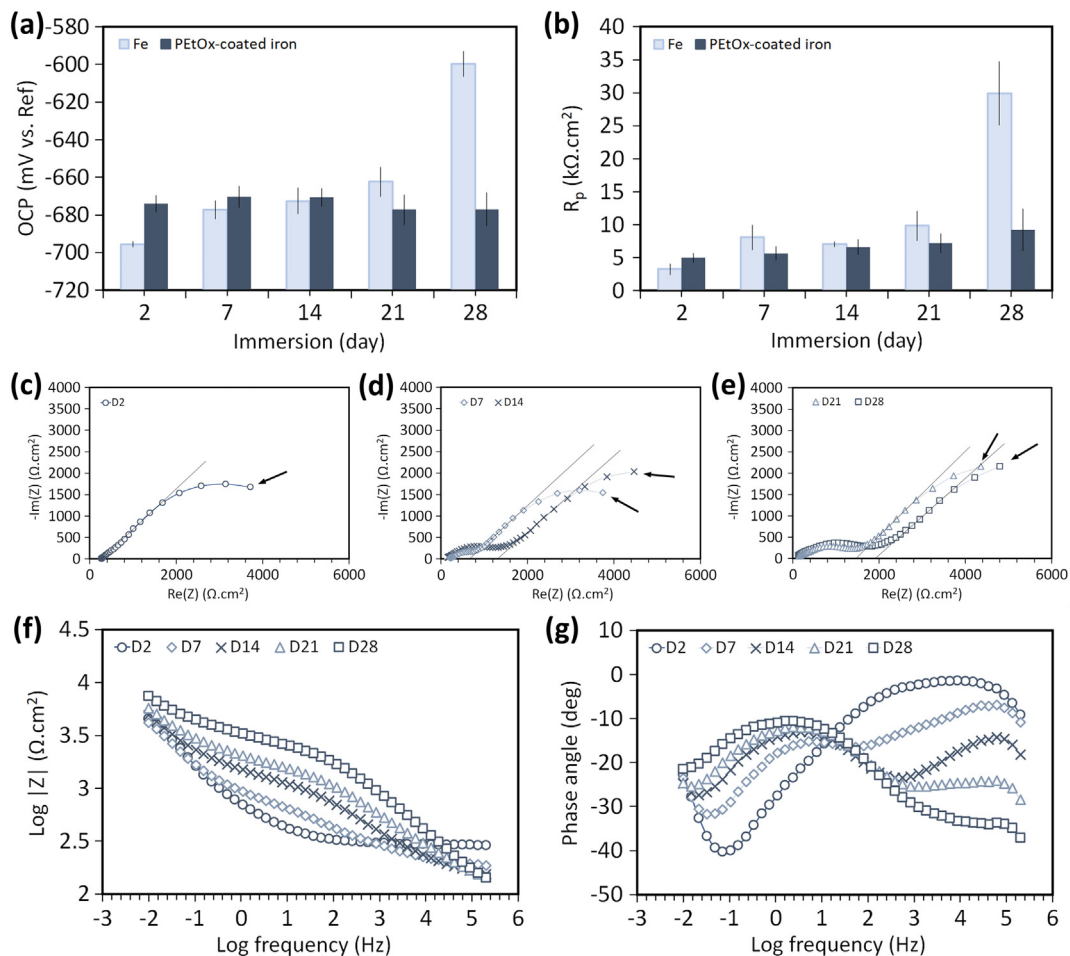 (a)
Fe PEtOx-coated iron
OCP (mV vs. Ref)
-580
-600
-620
-640
-660
-680
-700
-720
2 7 14 21 28
Immersion (day)
(b)
Fe PEtOx-coated iron
Rp (kΩ.cm²)
40
35
30
25
20
15
10
5
0
2 7 14 21 28
Immersion (day)
(c)
D2
-Im(Z) (Ω.cm²)
4000
3500
3000
2500
2000
1500
1000
500
0
0 2000 4000 6000
Re(Z) (Ω.cm²)
(d)
D7 D14
-Im(Z) (Ω.cm²)
4000
3500
3000
2500
2000
1500
1000
500
0
0 2000 4000 6000
Re(Z) (Ω.cm²)
(e)
D21 D28
-Im(Z) (Ω.cm²)
4000
3500
3000
2500
2000
1500
1000
500
0
0 2000 4000 6000
Re(Z) (Ω.cm²)
(f)
D2 D7 D14 D21 D28
Log |Z| (Ω.cm²)
4.5
4
3.5
3
2.5
2
-3 -2 -1 0 1 2 3 4 5 6
Log frequency (Hz)
(g)
D2 D7 D14 D21 D28
Phase angle (deg)
10
0
-10
-20
-30
-40
-50
-3 -2 -1 0 1 2 3 4 5 6
Log frequency (Hz)